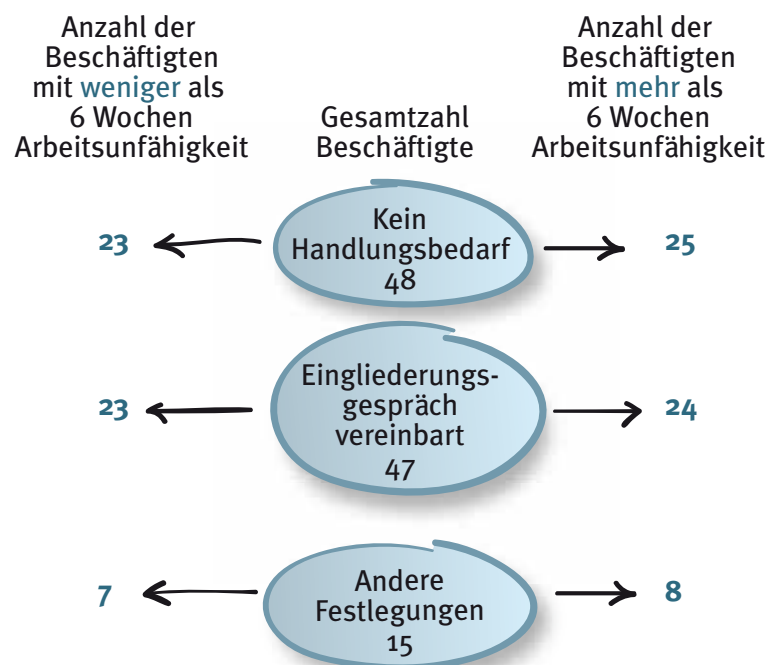 Anzahl der
Beschäftigten
mit weniger als
6 Wochen
Arbeitsunfähigkeit
Gesamtzahl
Beschäftigte
Anzahl der
Beschäftigten
mit mehr als
6 Wochen
Arbeitsunfähigkeit
23
Kein
Handlungsbedarf
48
25
23
Eingliederungs-
gespräch
vereinbart
47
24
7
Andere
Festlegungen
15
8